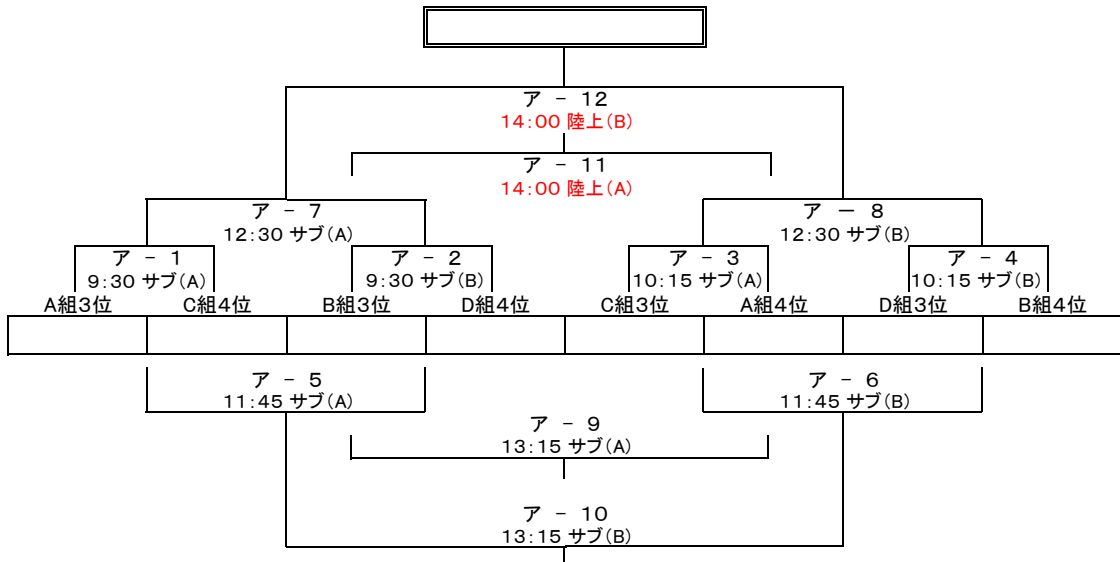 ア － 12
14:00 陸上(B)
ア － 11
14:00 陸上(A)
ア － 7
12:30 サブ(A)
ア ー 8
12:30 サブ(B)
ア － 1
9:30 サブ(A)
ア － 2
9:30 サブ(B)
ア － 3
10:15 サブ(A)
ア － 4
10:15 サブ(B)
A組3位 C組4位 B組3位 D組4位 C組3位 A組4位 D組3位 B組4位
ア － 5
11:45 サブ(A)
ア － 6
11:45 サブ(B)
ア － 9
13:15 サブ(A)
ア － 10
13:15 サブ(B)